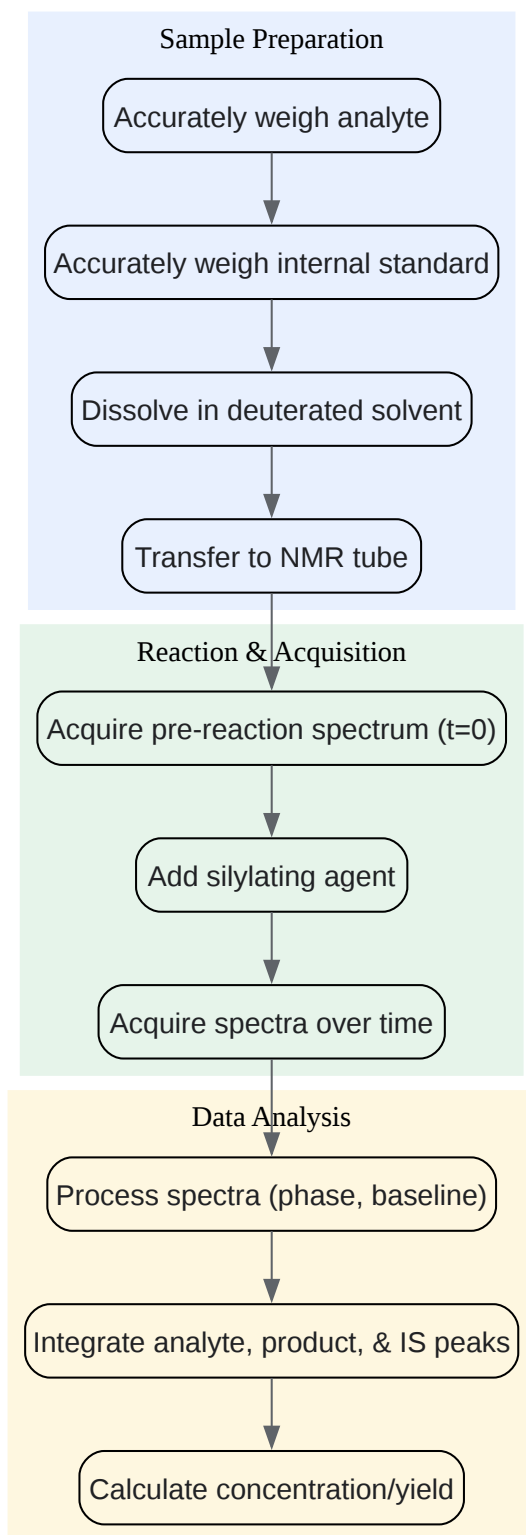 Sample Preparation
Accurately weigh analyte
Accurately weigh internal standard
Dissolve in deuterated solvent
Transfer to NMR tube
Reaction & Acquisition
Acquire pre-reaction spectrum (t=0)
Add silylating agent
Acquire spectra over time
Data Analysis
Process spectra (phase, baseline)
Integrate analyte, product, & IS peaks
Calculate concentration/yield